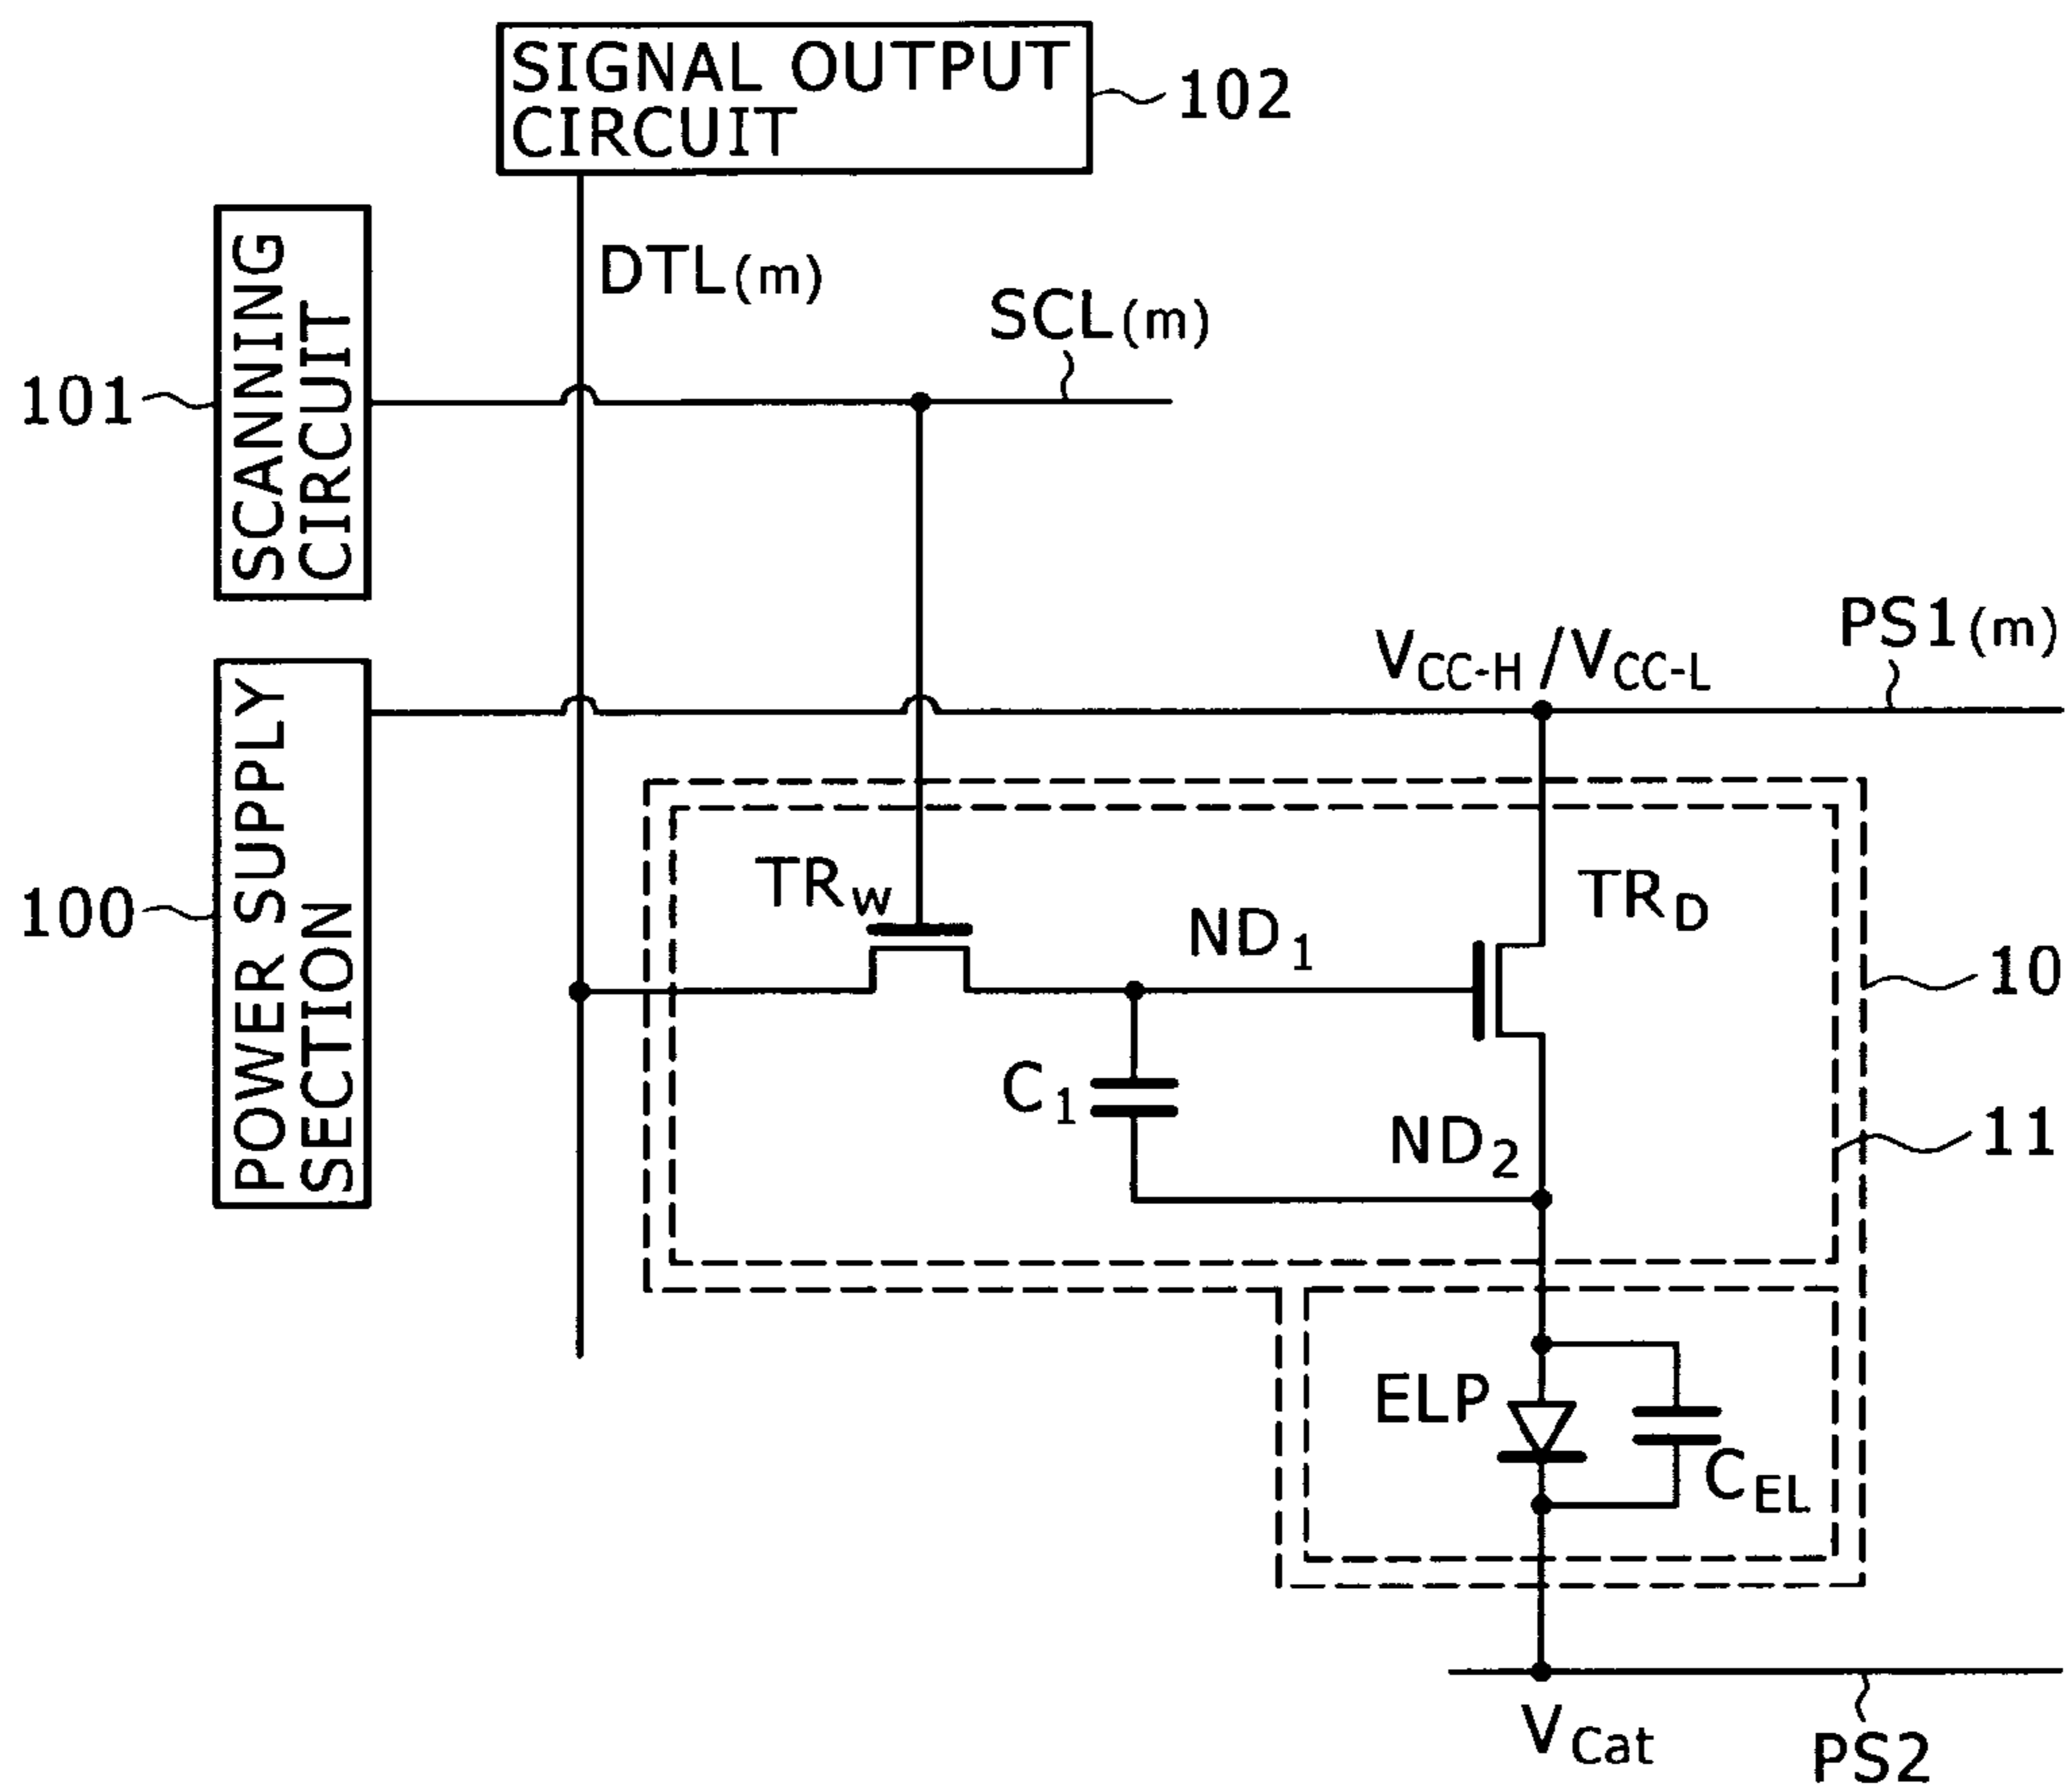 SIGNAL OUTPUT
CIRCUIT
102
DTL(m)
SCL(m)
SCANNING
CIRCUIT
101
PS1(m)
VCC-H /VCC-L
POWER SUPPLY
SECTION
100
TRW
TRD
ND1
10
C1
ND2
11
ELP
CEL
VCat
PS2